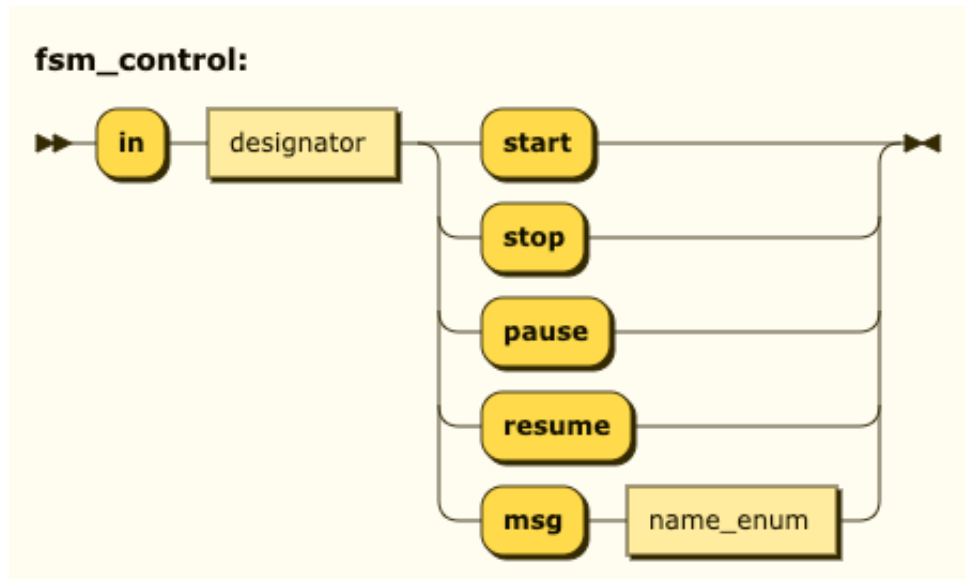 fsm_control:
in designator start
stop
pause
resume
msg name_enum